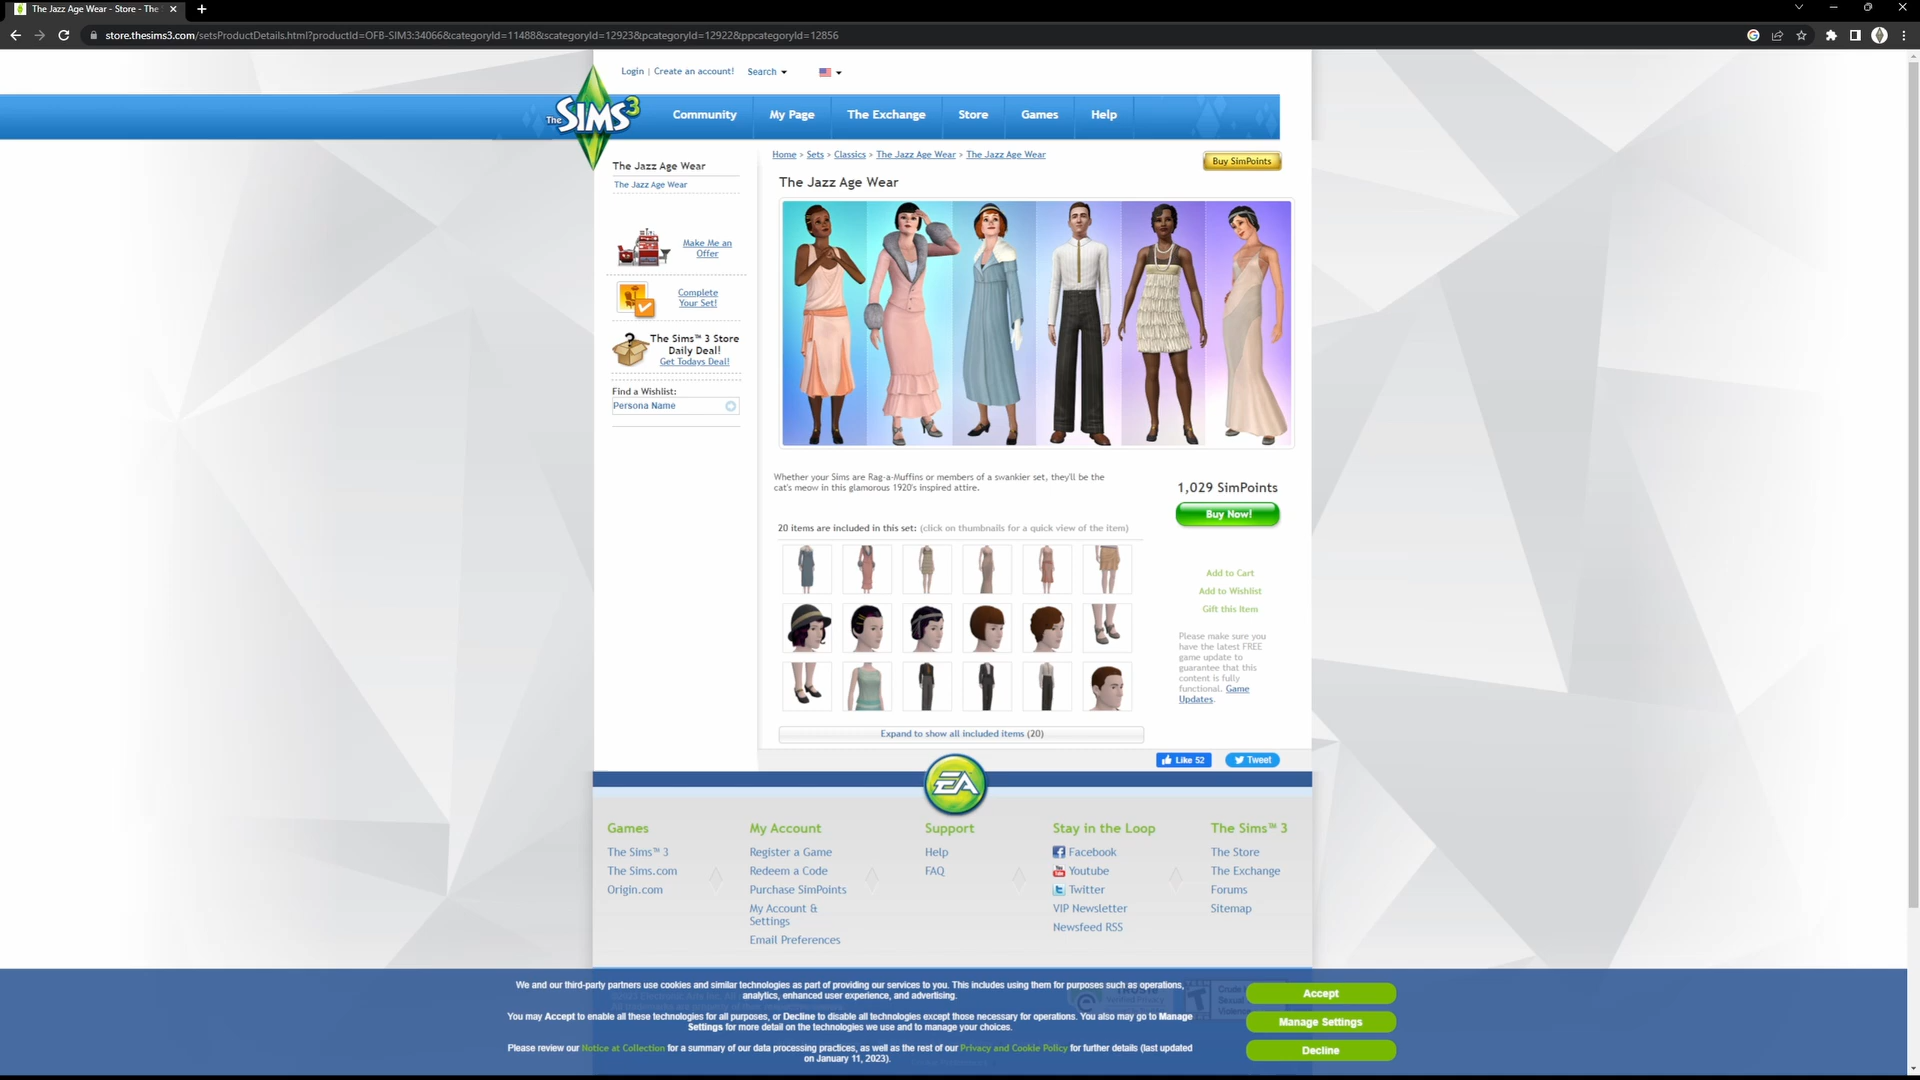 The Jazz Age Wear - Store - The
store.thesims3.com/setsProductDetails.html?productId=OFB-SIM3:34066&categoryId=11488&scategoryId=12923&pcategoryId=12922&ppcategoryId=12856
Login | Create an account! Search
The SIMS 3
Community My Page The Exchange Store Games Help
Home > Sets > Classics > The Jazz Age Wear > The Jazz Age Wear
Buy SimPoints
The Jazz Age Wear
The Jazz Age Wear
Make Me an
Offer
Complete
Your Set!
The Sims™ 3 Store
Daily Deal!
Get Todays Deal!
Find a Wishlist:
Persona Name
The Jazz Age Wear
Whether your Sims are Rag-a-Muffins or members of a swankier set, they'll be the
cat's meow in this glamorous 1920's inspired attire.
1,029 SimPoints
Buy Now!
20 items are included in this set: (click on thumbnails for a quick view of the item)
Add to Cart
Add to Wishlist
Gift this Item
Please make sure you
have the latest FREE
game update to
guarantee that this
content is fully
functional. Game
Updates.
Expand to show all included items (20)
Like 52 Tweet
EA
Games
The Sims™ 3
The Sims.com
Origin.com
My Account
Register a Game
Redeem a Code
Purchase SimPoints
My Account &
Settings
Email Preferences
Support
Help
FAQ
Stay in the Loop
Facebook
Youtube
Twitter
VIP Newsletter
Newsfeed RSS
The Sims™ 3
The Store
The Exchange
Forums
Sitemap
We and our third-party partners use cookies and similar technologies as part of providing our services to you. This includes using them for purposes such as operations,
analytics, enhanced user experience, and advertising.
You may Accept to enable all these technologies for all purposes, or Decline to disable all technologies except those necessary for operations. You also may go to Manage
Settings for more detail on the technologies we use and to manage your choices.
Please review our Notice at Collection for a summary of our data processing practices, as well as the rest of our Privacy and Cookie Policy for further details (last updated
on January 11, 2023).
Accept
Manage Settings
Decline